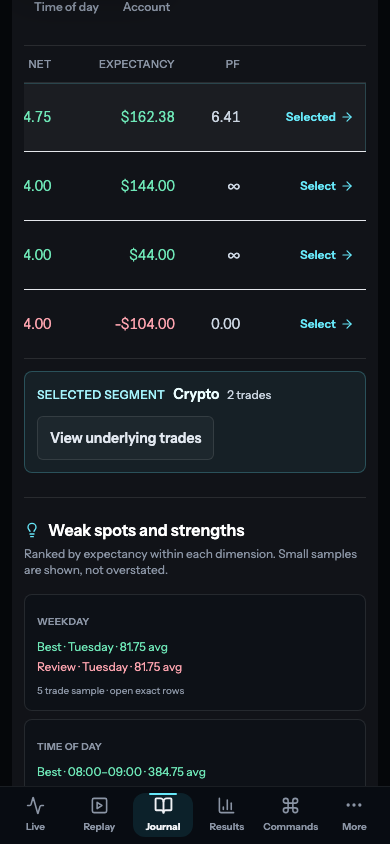 Time of day Account
NET EXPECTANCY PF
4.75 $162.38 6.41 Selected →
4.00 $144.00 ∞ Select →
4.00 $44.00 ∞ Select →
4.00 -$104.00 0.00 Select →
SELECTED SEGMENT Crypto 2 trades
View underlying trades
Weak spots and strengths
Ranked by expectancy within each dimension. Small samples
are shown, not overstated.
WEEKDAY
Best · Tuesday · 81.75 avg
Review · Tuesday · 81.75 avg
5 trade sample · open exact rows
TIME OF DAY
Best · 08:00–09:00 · 384.75 avg
Live Replay Journal Results Commands More